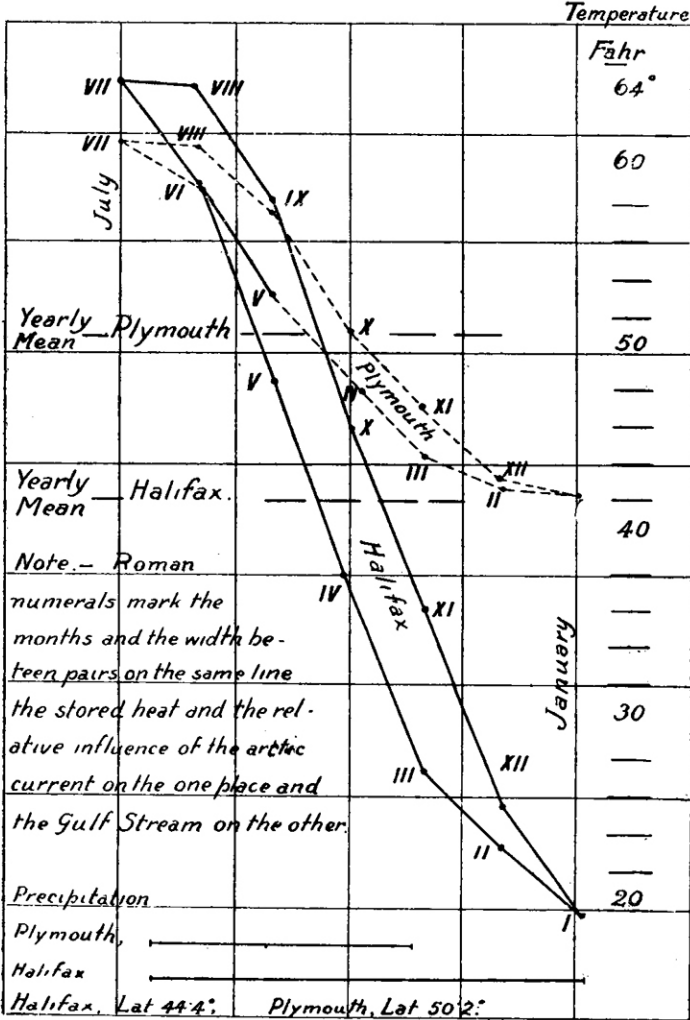 Temperature
Fahr
VII
VIII
64°
VII
VIII
60
VI
IX
July
V
Yearly
Mean
Plymouth
X
50
V
Plymouth
X
XI
III
XII
II
Yearly
Mean
Halifax.
40
Note.- Roman
numerals mark the
months and the width be-
teen pairs on the same line
the stored heat and the rel-
ative influence of the arctic
current on the one place and
the Gulf Stream on the other.
IV
Halifax
XI
January
30
III
XII
II
Precipitation
20
I
Plymouth,
Halifax
Halifax, Lat 44·4°; Plymouth, Lat 50·2°: